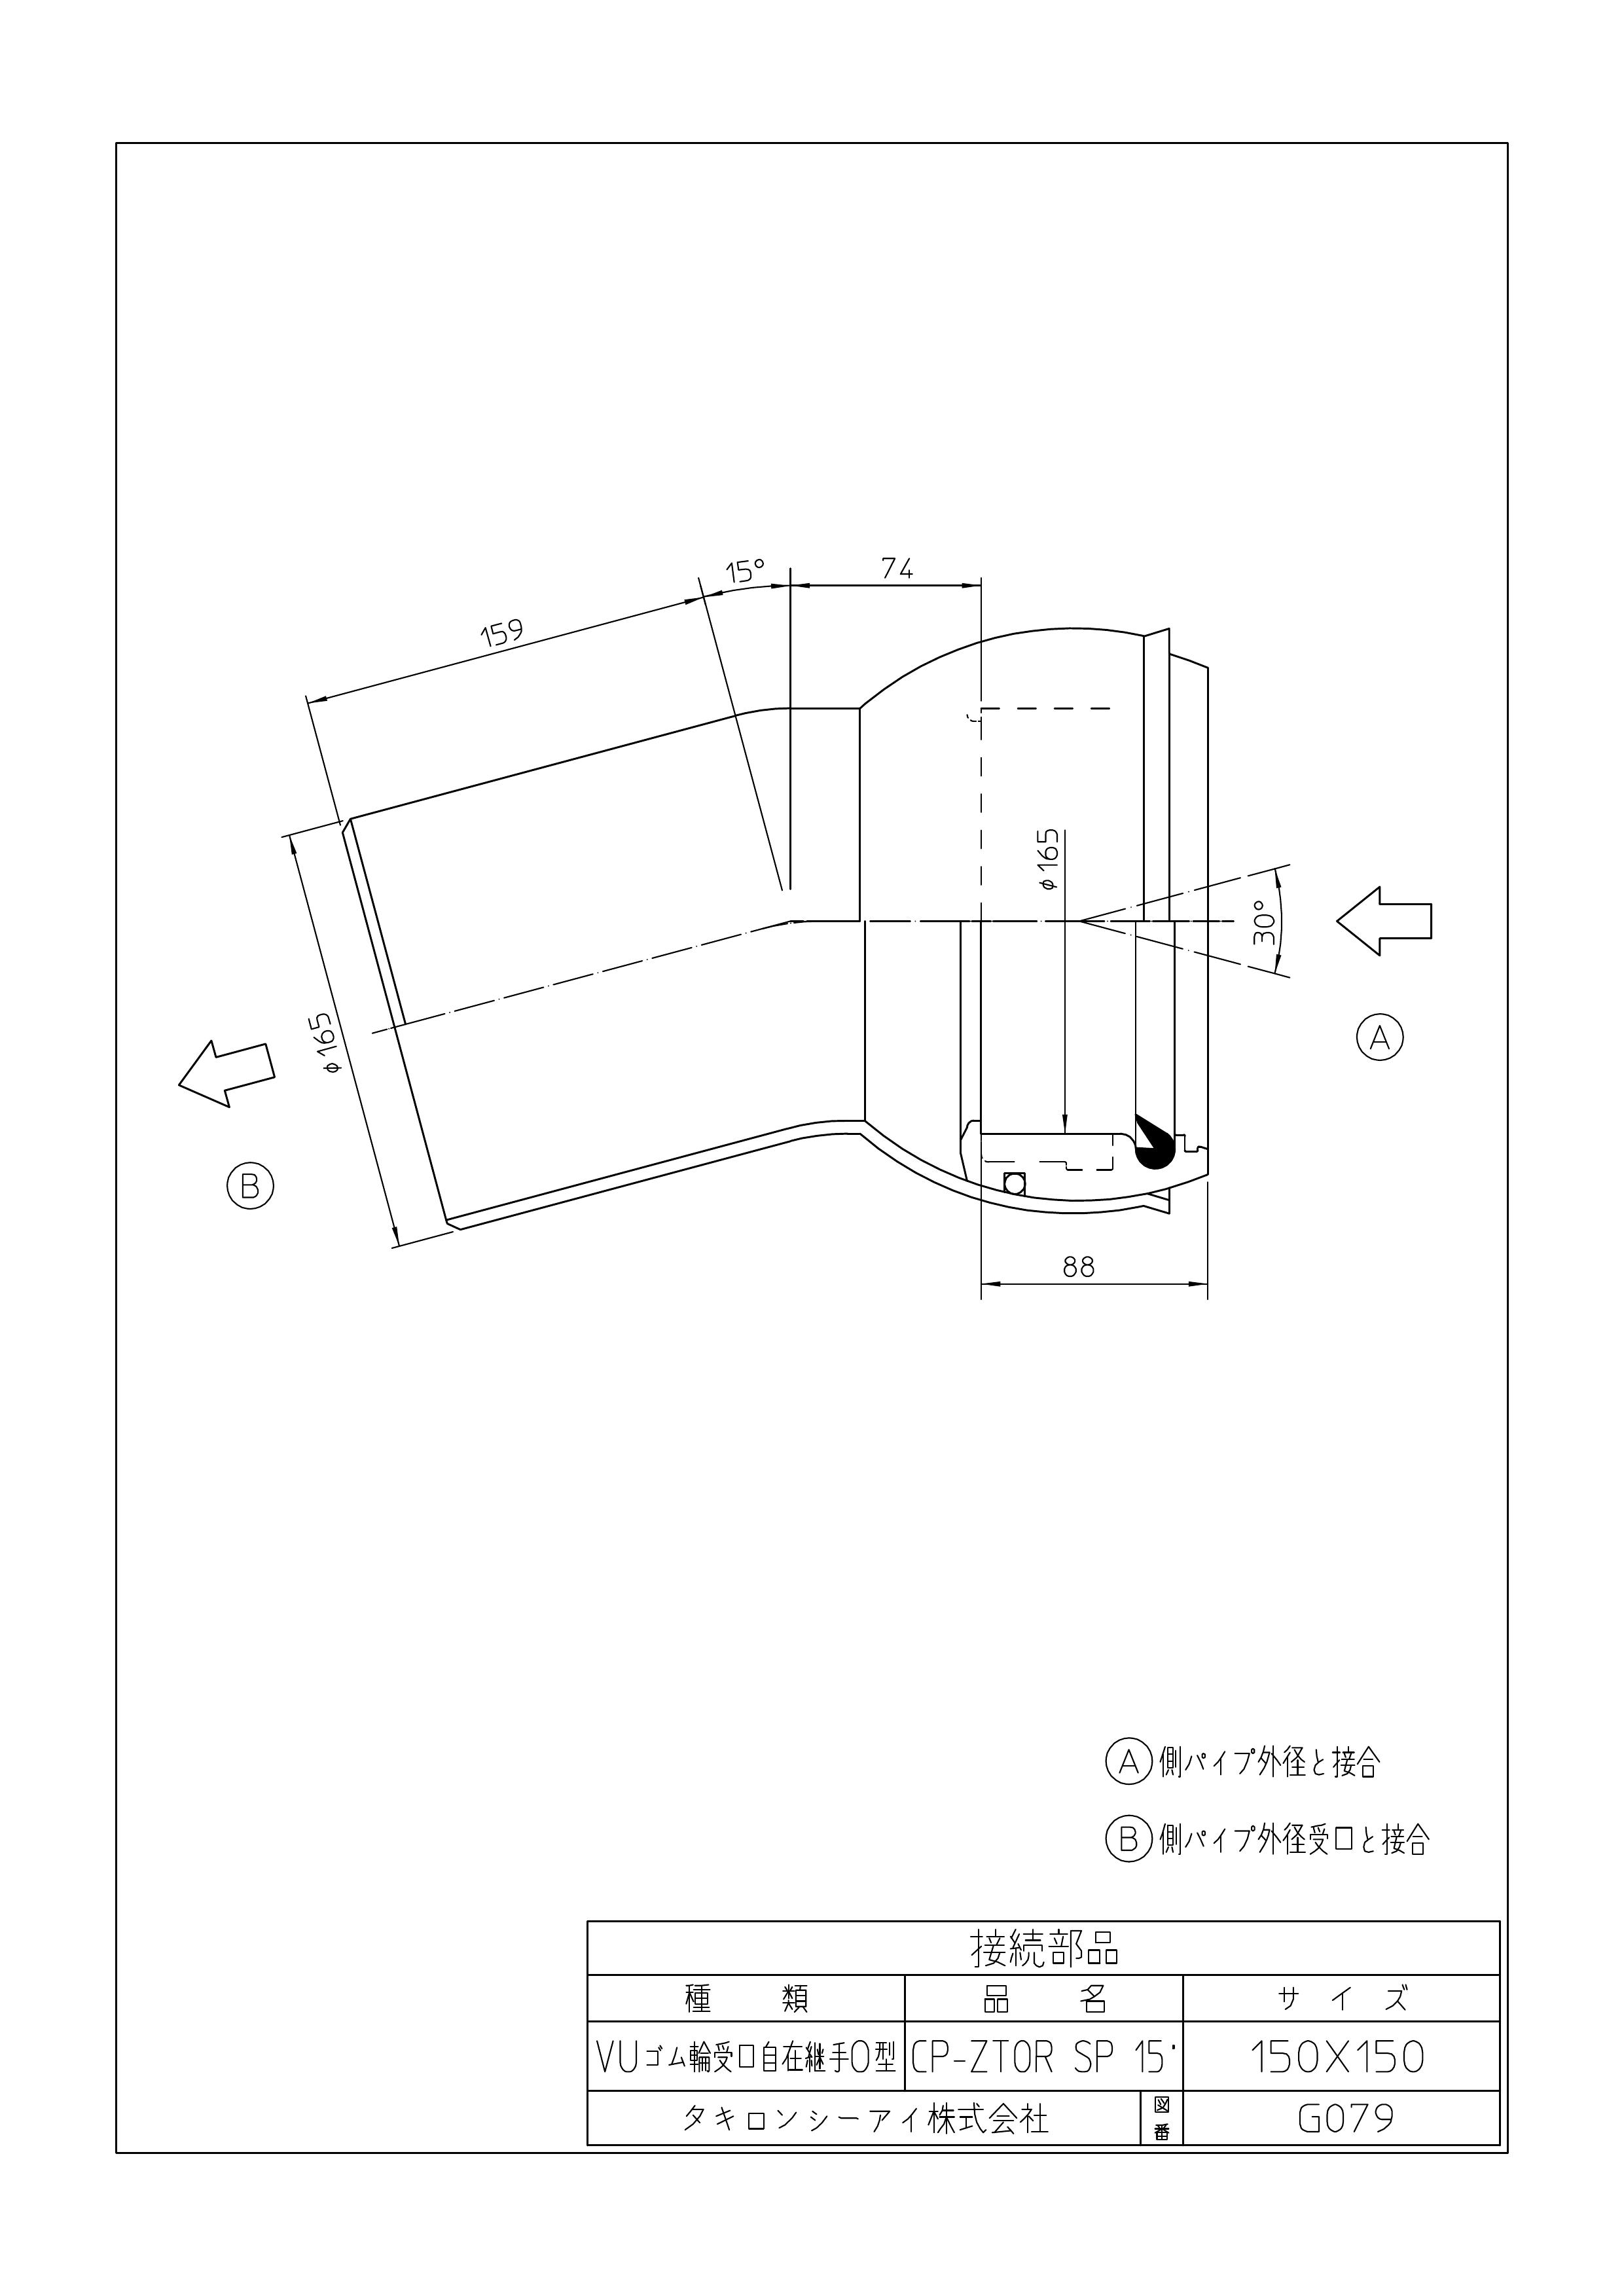 15°
74
159
φ165
30°
φ165
A
B
88
A 側パイプ外径と接合
B 側パイプ外径受口と接合
接続部品
種類 品名 サイズ
VUゴム輪受口自在継手O型 CP-ZTOR SP 15° 150X150
タキロンシーアイ株式会社 図番 G079